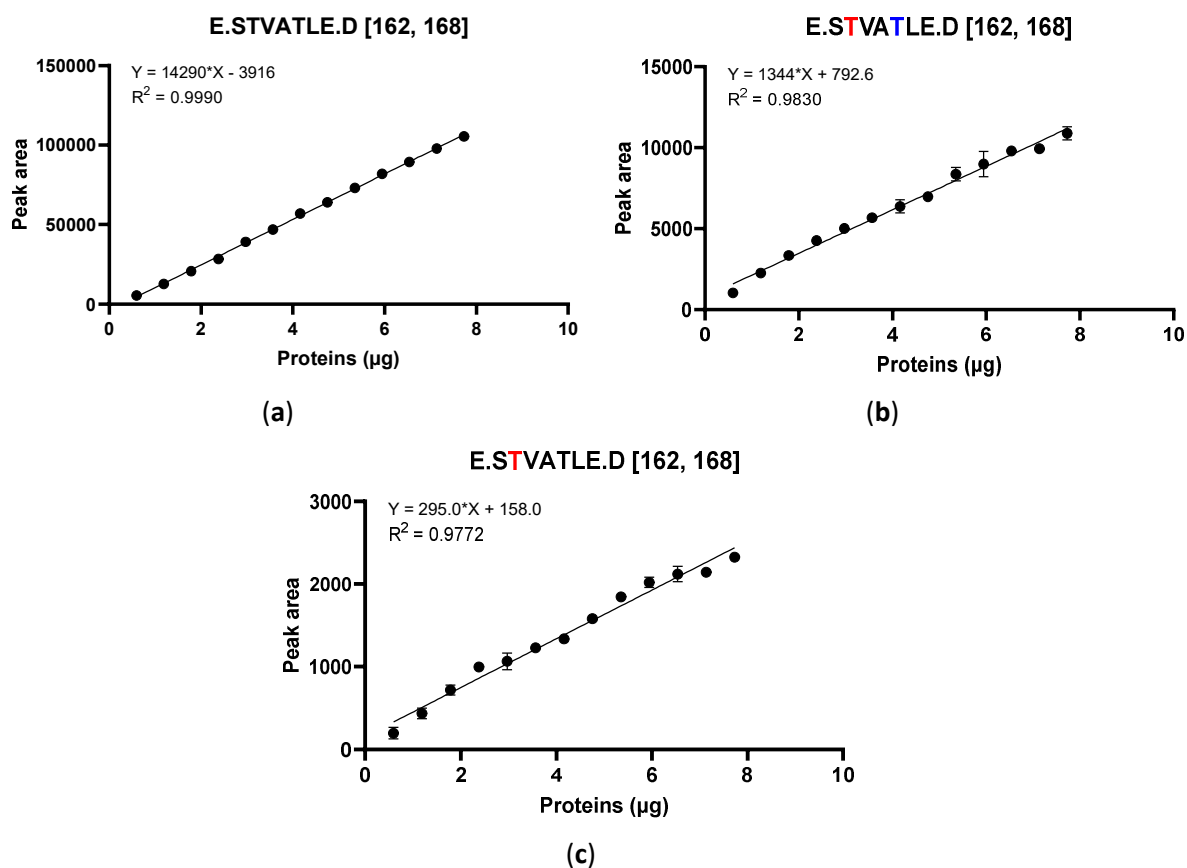 E.STVATLE.D [162, 168]
Y = 14290*X - 3916
R² = 0.9990
150000
100000
50000
0
Peak area
0 2 4 6 8 10
Proteins (µg)
(a)
E.STVATLE.D [162, 168]
Y = 1344*X + 792.6
R² = 0.9830
15000
10000
5000
0
Peak area
0 2 4 6 8 10
Proteins (µg)
(b)
E.STVATLE.D [162, 168]
Y = 295.0*X + 158.0
R² = 0.9772
3000
2000
1000
0
Peak area
0 2 4 6 8 10
Proteins (µg)
(c)